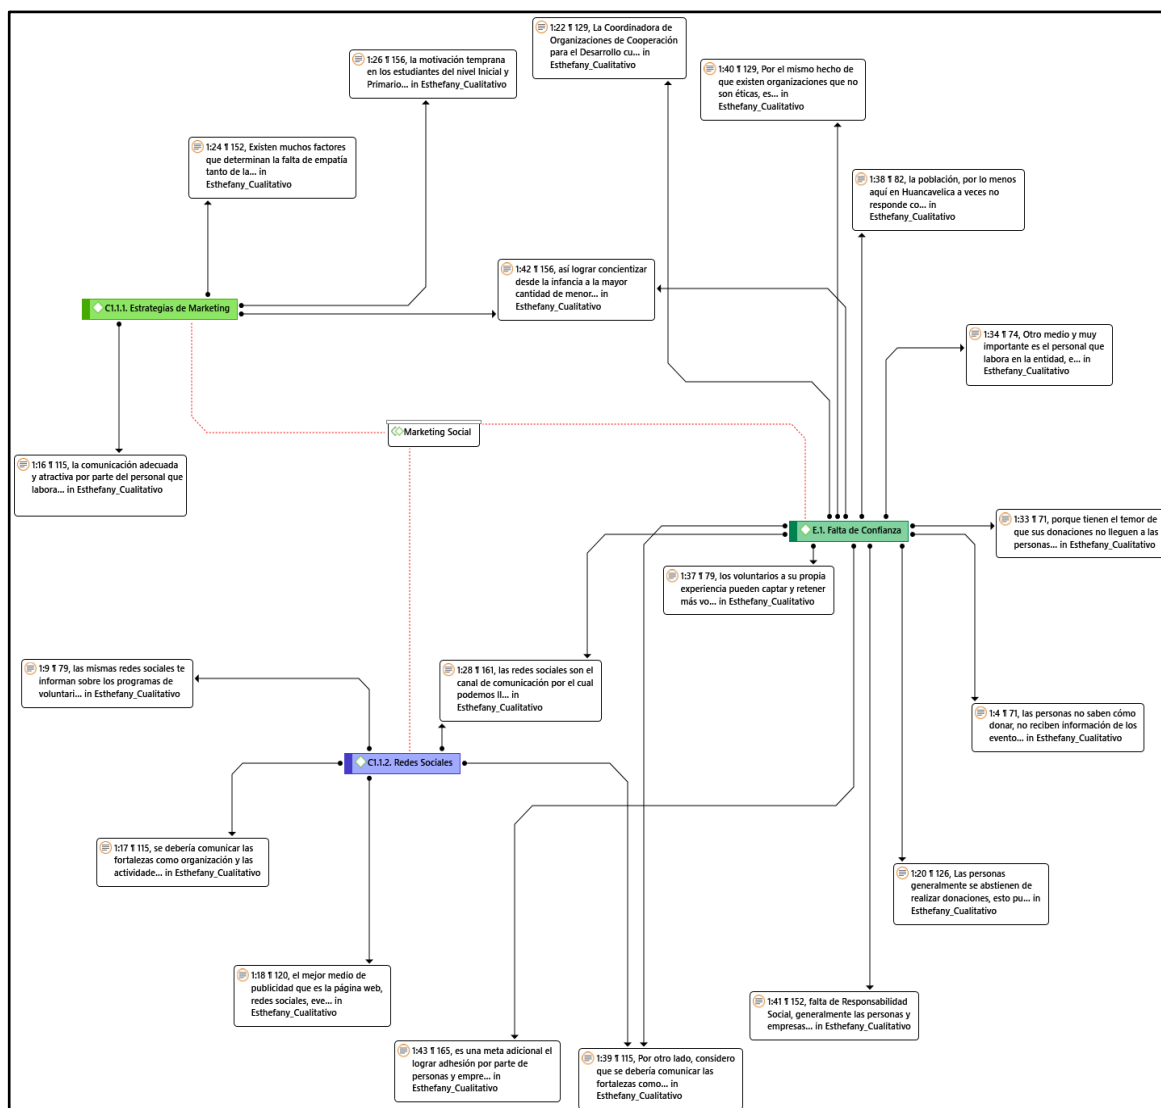 1:22 ¶ 129, La Coordinadora de
Organizaciones de Cooperación
para el Desarrollo cu... in
Esthefany_Cualitativo
1:26 ¶ 156, la motivación temprana
en los estudiantes del nivel Inicial y
Primario... in Esthefany_Cualitativo
1:40 ¶ 129, Por el mismo hecho de
que existen organizaciones que no
son éticas, es... in
Esthefany_Cualitativo
1:24 ¶ 152, Existen muchos factores
que determinan la falta de empatía
tanto de la... in
Esthefany_Cualitativo
1:38 ¶ 82, la población, por lo menos
aquí en Huancavelica a veces no
responde co... in
Esthefany_Cualitativo
1:42 ¶ 156, así lograr concientizar
desde la infancia a la mayor
cantidad de menor... in
Esthefany_Cualitativo
C1.1.1. Estrategias de Marketing
1:34 ¶ 74, Otro medio y muy
importante es el personal que
labora en la entidad, e... in
Esthefany_Cualitativo
Marketing Social
1:16 ¶ 115, la comunicación adecuada
y atractiva por parte del personal que
labora... in Esthefany_Cualitativo
E.1. Falta de Confianza
1:33 ¶ 71, porque tienen el temor de
que sus donaciones no lleguen a las
personas... in Esthefany_Cualitativo
1:37 ¶ 79, los voluntarios a su propia
experiencia pueden captar y retener
más vo... in Esthefany_Cualitativo
1:9 ¶ 79, las mismas redes sociales te
informan sobre los programas de
voluntari... in Esthefany_Cualitativo
1:28 ¶ 161, las redes sociales son el
canal de comunicación por el cual
podemos ll... in
Esthefany_Cualitativo
1:4 ¶ 71, las personas no saben cómo
donar, no reciben información de los
evento... in Esthefany_Cualitativo
C1.1.2. Redes Sociales
1:17 ¶ 115, se debería comunicar las
fortalezas como organización y las
actividade... in Esthefany_Cualitativo
1:20 ¶ 126, Las personas
generalmente se abstienen de
realizar donaciones, esto pu... in
Esthefany_Cualitativo
1:18 ¶ 120, el mejor medio de
publicidad que es la página web,
redes sociales, eve... in
Esthefany_Cualitativo
1:41 ¶ 152, falta de Responsabilidad
Social, generalmente las personas y
empresas... in Esthefany_Cualitativo
1:43 ¶ 165, es una meta adicional el
lograr adhesión por parte de
personas y empre... in
Esthefany_Cualitativo
1:39 ¶ 115, Por otro lado, considero
que se debería comunicar las
fortalezas como... in
Esthefany_Cualitativo